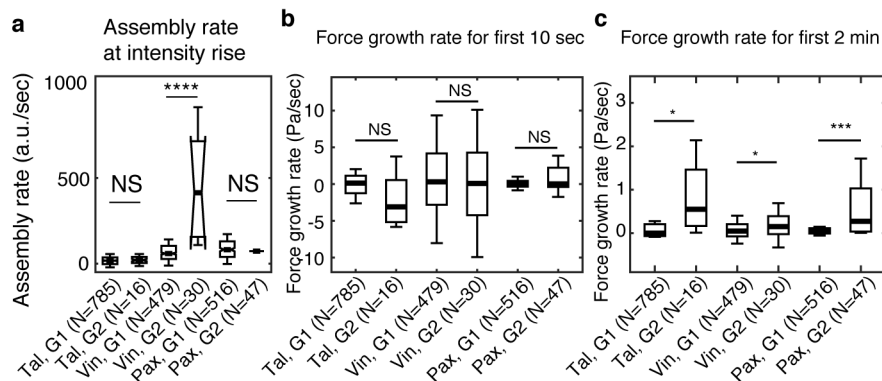 a
Assembly rate
at intensity rise
Assembly rate (a.u./sec)
1000
500
0
NS
****
NS
Tal, G1 (N=785)
Tal, G2 (N=16)
Vin, G1 (N=479)
Vin, G2 (N=30)
Pax, G1 (N=516)
Pax, G2 (N=47)
b
Force growth rate for first 10 sec
Force growth rate (Pa/sec)
10
5
0
-5
-10
NS
NS
NS
Tal, G1 (N=785)
Tal, G2 (N=16)
Vin, G1 (N=479)
Vin, G2 (N=30)
Pax, G1 (N=516)
Pax, G2 (N=47)
c
Force growth rate for first 2 min
Force growth rate (Pa/sec)
3
2
1
0
*
*
***
Tal, G1 (N=785)
Tal, G2 (N=16)
Vin, G1 (N=479)
Vin, G2 (N=30)
Pax, G1 (N=516)
Pax, G2 (N=47)